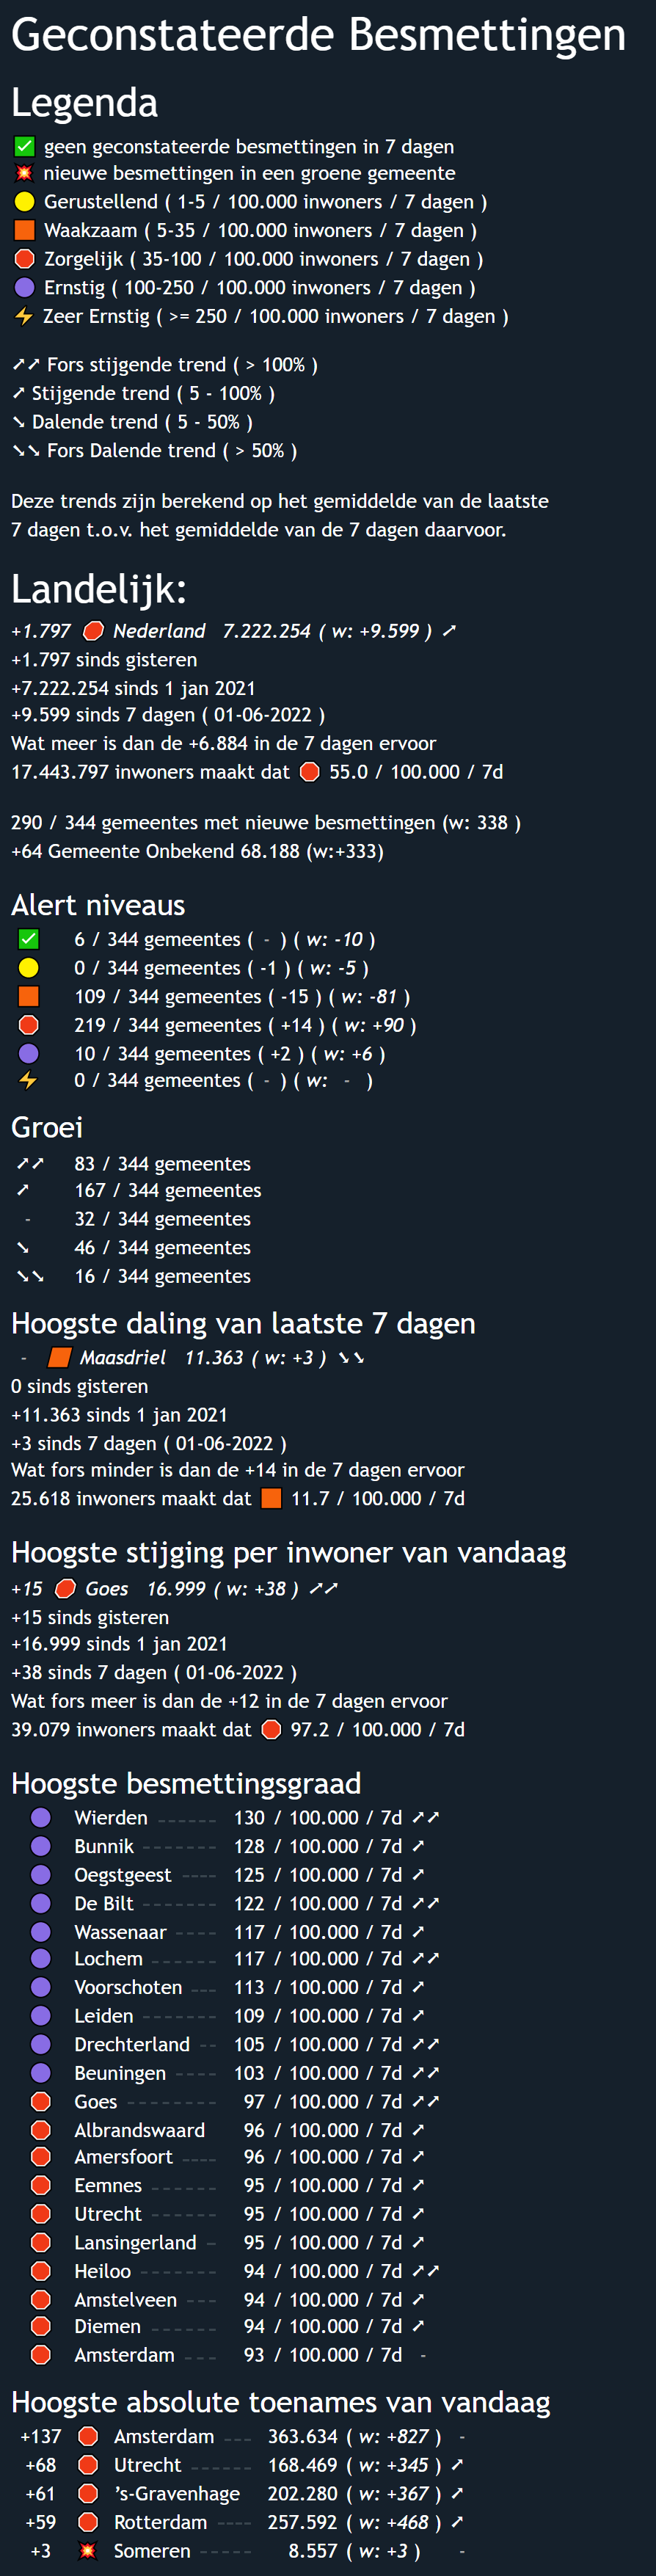 Geconstateerde Besmettingen
Legenda
✅ geen geconstateerde besmettingen in 7 dagen
💥 nieuwe besmettingen in een groene gemeente
🟡 Gerustellend ( 1-5 / 100.000 inwoners / 7 dagen )
🟧 Waakzaam ( 5-35 / 100.000 inwoners / 7 dagen )
🛑 Zorgelijk ( 35-100 / 100.000 inwoners / 7 dagen )
🟣 Ernstig ( 100-250 / 100.000 inwoners / 7 dagen )
⚡ Zeer Ernstig ( >= 250 / 100.000 inwoners / 7 dagen )
➚➚ Fors stijgende trend ( > 100% )
➚ Stijgende trend ( 5 - 100% )
➘ Dalende trend ( 5 - 50% )
➘➘ Fors Dalende trend ( > 50% )
Deze trends zijn berekend op het gemiddelde van de laatste
7 dagen t.o.v. het gemiddelde van de 7 dagen daarvoor.
Landelijk:
+1.797 🛑 Nederland 7.222.254 ( w: +9.599 ) ➚
+1.797 sinds gisteren
+7.222.254 sinds 1 jan 2021
+9.599 sinds 7 dagen ( 01-06-2022 )
Wat meer is dan de +6.884 in de 7 dagen ervoor
17.443.797 inwoners maakt dat 🛑 55.0 / 100.000 / 7d
290 / 344 gemeentes met nieuwe besmettingen (w: 338 )
+64 Gemeente Onbekend 68.188 (w:+333)
Alert niveaus
✅ 6 / 344 gemeentes ( - ) ( w: -10 )
🟡 0 / 344 gemeentes ( -1 ) ( w: -5 )
🟧 109 / 344 gemeentes ( -15 ) ( w: -81 )
🛑 219 / 344 gemeentes ( +14 ) ( w: +90 )
🟣 10 / 344 gemeentes ( +2 ) ( w: +6 )
⚡ 0 / 344 gemeentes ( - ) ( w: - )
Groei
➚➚ 83 / 344 gemeentes
➚ 167 / 344 gemeentes
- 32 / 344 gemeentes
➘ 46 / 344 gemeentes
➘➘ 16 / 344 gemeentes
Hoogste daling van laatste 7 dagen
- 🟧 Maasdriel 11.363 ( w: +3 ) ➘➘
0 sinds gisteren
+11.363 sinds 1 jan 2021
+3 sinds 7 dagen ( 01-06-2022 )
Wat fors minder is dan de +14 in de 7 dagen ervoor
25.618 inwoners maakt dat 🟧 11.7 / 100.000 / 7d
Hoogste stijging per inwoner van vandaag
+15 🛑 Goes 16.999 ( w: +38 ) ➚➚
+15 sinds gisteren
+16.999 sinds 1 jan 2021
+38 sinds 7 dagen ( 01-06-2022 )
Wat fors meer is dan de +12 in de 7 dagen ervoor
39.079 inwoners maakt dat 🛑 97.2 / 100.000 / 7d
Hoogste besmettingsgraad
🟣 Wierden ------ 130 / 100.000 / 7d ➚➚
🟣 Bunnik ------- 128 / 100.000 / 7d ➚
🟣 Oegstgeest ---- 125 / 100.000 / 7d ➚
🟣 De Bilt ------- 122 / 100.000 / 7d ➚➚
🟣 Wassenaar ---- 117 / 100.000 / 7d ➚
🟣 Lochem ------ 117 / 100.000 / 7d ➚➚
🟣 Voorschoten --- 113 / 100.000 / 7d ➚
🟣 Leiden ------- 109 / 100.000 / 7d ➚
🟣 Drechterland -- 105 / 100.000 / 7d ➚➚
🟣 Beuningen ---- 103 / 100.000 / 7d ➚➚
🛑 Goes -------- 97 / 100.000 / 7d ➚➚
🛑 Albrandswaard 96 / 100.000 / 7d ➚
🛑 Amersfoort ---- 96 / 100.000 / 7d ➚
🛑 Eemnes ------ 95 / 100.000 / 7d ➚
🛑 Utrecht ------ 95 / 100.000 / 7d ➚
🛑 Lansingerland - 95 / 100.000 / 7d ➚
🛑 Heiloo ------- 94 / 100.000 / 7d ➚➚
🛑 Amstelveen --- 94 / 100.000 / 7d ➚
🛑 Diemen ------ 94 / 100.000 / 7d ➚
🛑 Amsterdam --- 93 / 100.000 / 7d -
Hoogste absolute toenames van vandaag
+137 🛑 Amsterdam --- 363.634 ( w: +827 ) -
+68 🛑 Utrecht ------ 168.469 ( w: +345 ) ➚
+61 🛑 ’s-Gravenhage 202.280 ( w: +367 ) ➚
+59 🛑 Rotterdam ---- 257.592 ( w: +468 ) ➚
+3 💥 Someren ------ 8.557 ( w: +3 ) -